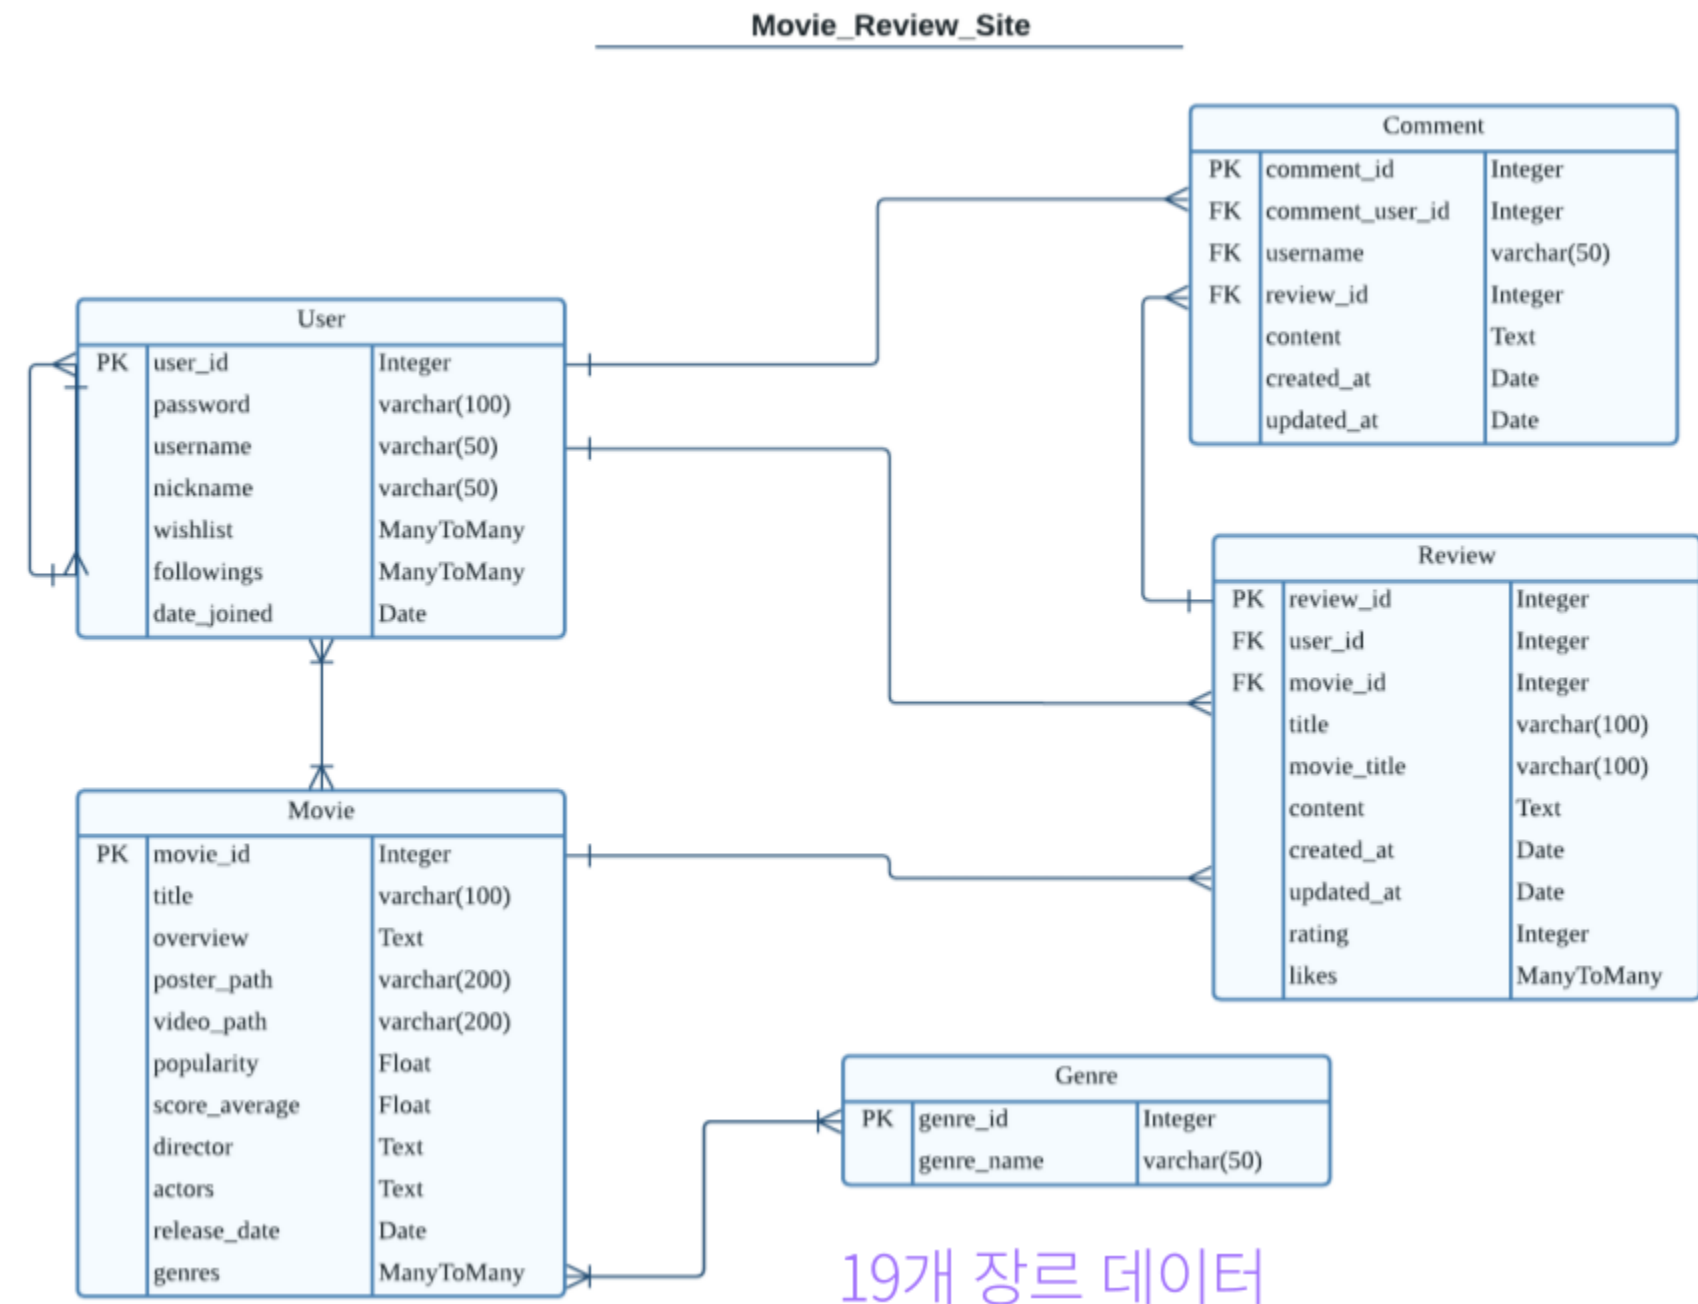 Movie_Review_Site
Comment
PK comment_id Integer
FK comment_user_id Integer
FK username varchar(50)
FK review_id Integer
content Text
created_at Date
updated_at Date
User
PK user_id Integer
password varchar(100)
username varchar(50)
nickname varchar(50)
wishlist ManyToMany
followings ManyToMany
date_joined Date
Review
PK review_id Integer
FK user_id Integer
FK movie_id Integer
title varchar(100)
movie_title varchar(100)
content Text
created_at Date
updated_at Date
rating Integer
likes ManyToMany
Movie
PK movie_id Integer
title varchar(100)
overview Text
poster_path varchar(200)
video_path varchar(200)
popularity Float
score_average Float
director Text
actors Text
release_date Date
genres ManyToMany
Genre
PK genre_id Integer
genre_name varchar(50)
19개 장르 데이터